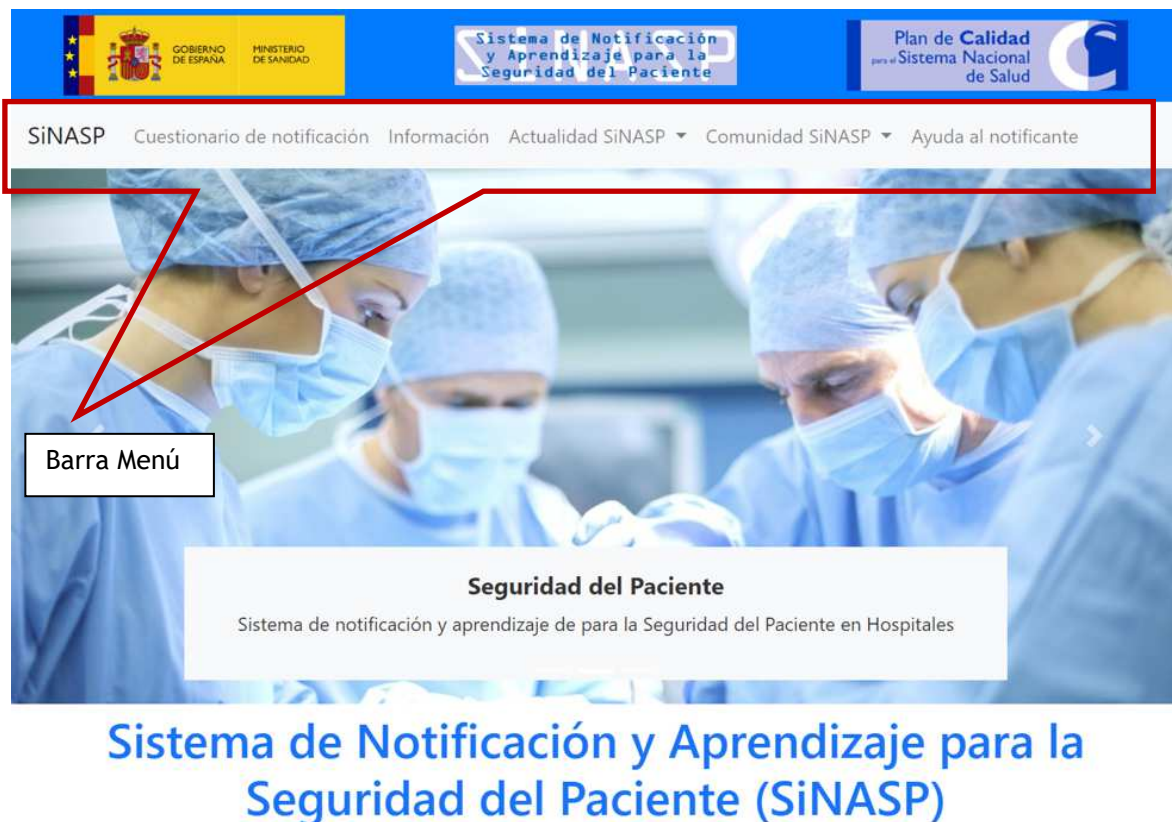 GOBIERNO
DE ESPAÑA
MINISTERIO
DE SANIDAD
SiNASP
Sistema de Notificación
y Aprendizaje para la
Seguridad del Paciente
Plan de Calidad
para el Sistema Nacional
de Salud
SiNASP Cuestionario de notificación Información Actualidad SiNASP Comunidad SiNASP Ayuda al notificante
Barra Menú
Seguridad del Paciente
Sistema de notificación y aprendizaje de para la Seguridad del Paciente en Hospitales
Sistema de Notificación y Aprendizaje para la
Seguridad del Paciente (SiNASP)